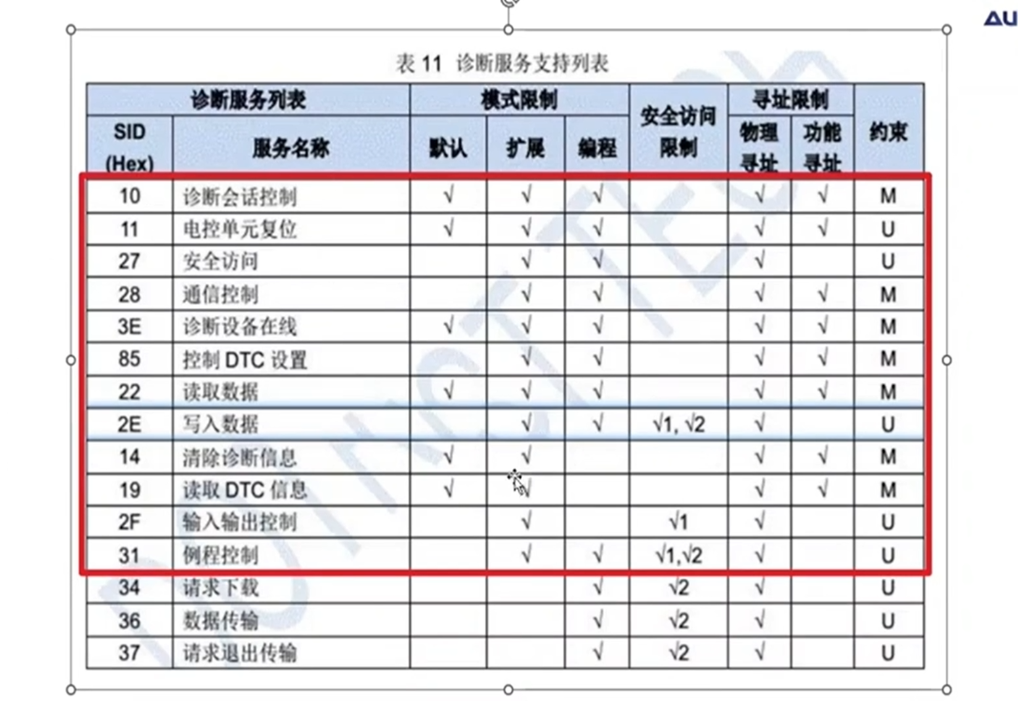 AU
表 11 诊断服务支持列表
诊断服务列表 模式限制 安全访问限制 寻址限制 约束
SID (Hex) 服务名称 默认 扩展 编程 物理寻址 功能寻址
10 诊断会话控制 √ √ √ √ √ M
11 电控单元复位 √ √ √ √ √ U
27 安全访问 √ √ √ U
28 通信控制 √ √ √ √ M
3E 诊断设备在线 √ √ √ √ √ M
85 控制 DTC 设置 √ √ √ √ M
22 读取数据 √ √ √ √ √ M
2E 写入数据 √ √ √1, √2 √ U
14 清除诊断信息 √ √ √ √ M
19 读取 DTC 信息 √ √ √ √ M
2F 输入输出控制 √ √1 √ U
31 例程控制 √ √ √1,√2 √ U
34 请求下载 √ √2 √ U
36 数据传输 √ √2 √ U
37 请求退出传输 √ √2 √ U